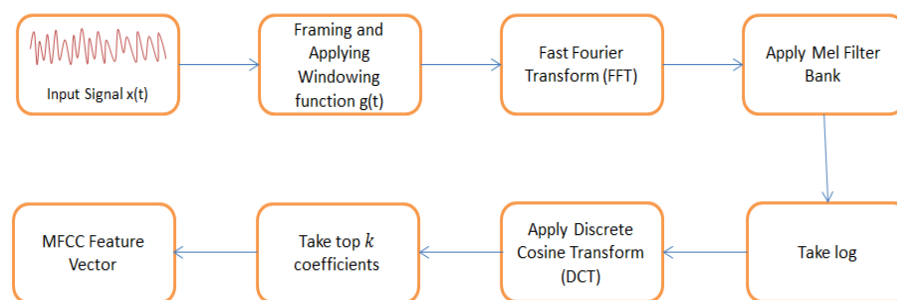 Input Signal x(t)
Framing and
Applying
Windowing
function g(t)
Fast Fourier
Transform (FFT)
Apply Mel Filter
Bank
MFCC Feature
Vector
Take top k
coefficients
Apply Discrete
Cosine Transform
(DCT)
Take log